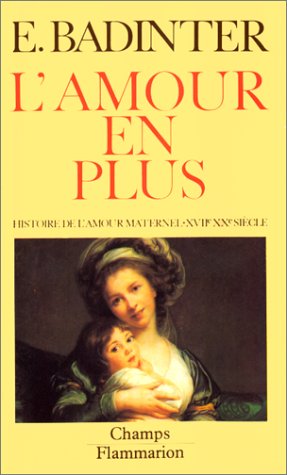 E. BADINTER
L'AMOUR
EN
PLUS
HISTOIRE DE L'AMOUR MATERNEL • XVIIe XXe SIÈCLE
Champs
Flammarion